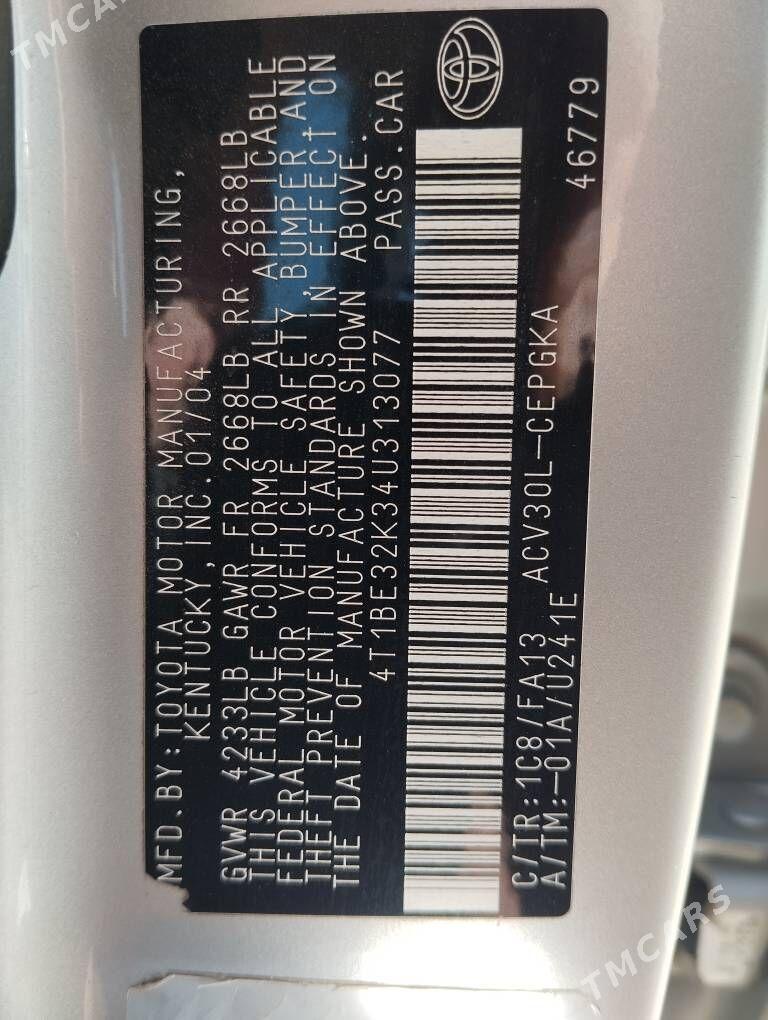 MFD.BY:TOYOTA MOTOR MANUFACTURING,
KENTUCKY, INC.01/04
GVWR 4233LB GAWR FR 2668LB RR 2668LB
THIS VEHICLE CONFORMS TO ALL APPLICABLE
FEDERAL MOTOR VEHICLE SAFETY,BUMPER,AND
THEFT PREVENTION STANDARDS IN EFFECT ON
THE DATE OF MANUFACTURE SHOWN ABOVE.
4T1BE32K34U313077 PASS.CAR
C/TR:1C8/FA13 ACV30L-CEPGKA
A/TM:-01A/U241E 46779
TMCARS
TMCARS